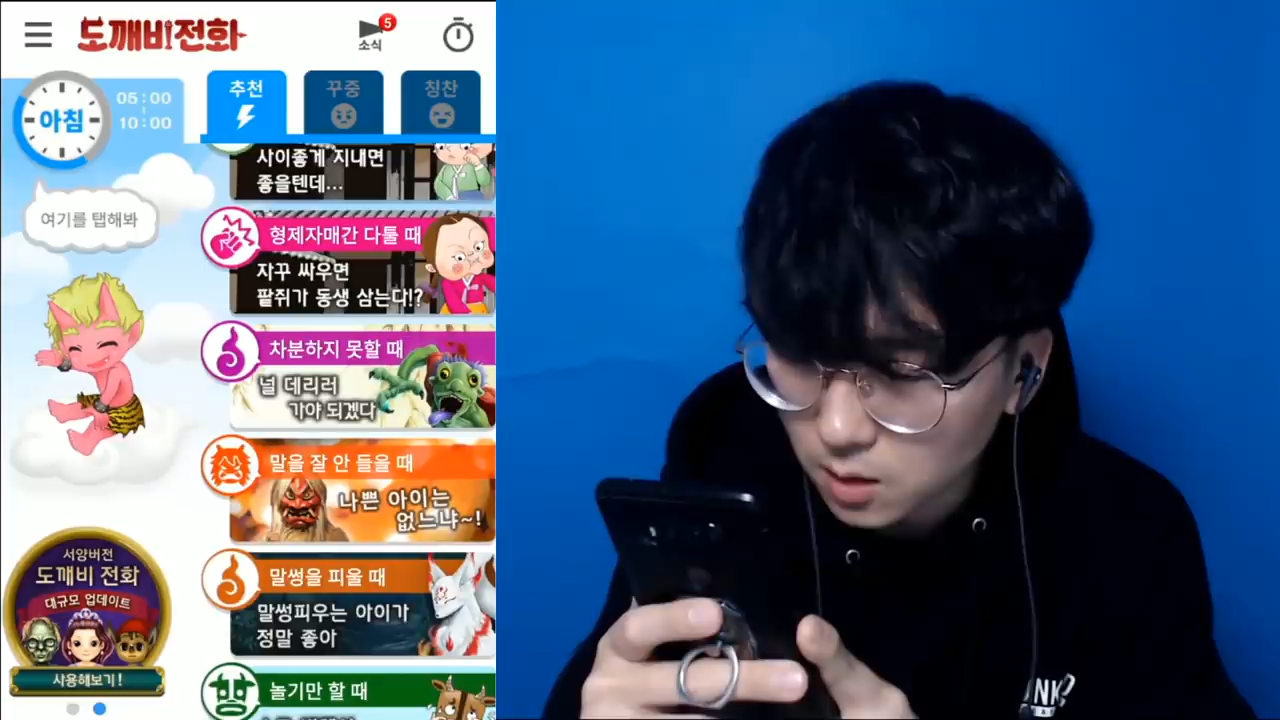 도깨비전화
5
소식
아침
05:00
10:00
추천
꾸중
칭찬
사이좋게 지내면
좋을텐데...
여기를 탭해봐
형제자매간 다툴 때
자꾸 싸우면
팥쥐가 동생 삼는다!?
차분하지 못할 때
널 데리러
가야 되겠다
말을 잘 안 들을 때
나쁜 아이는
없느냐~!
말썽을 피울 때
말썽피우는 아이가
정말 좋아
서양버전
도깨비 전화
대규모 업데이트
사용해보기!
놀기만 할 때